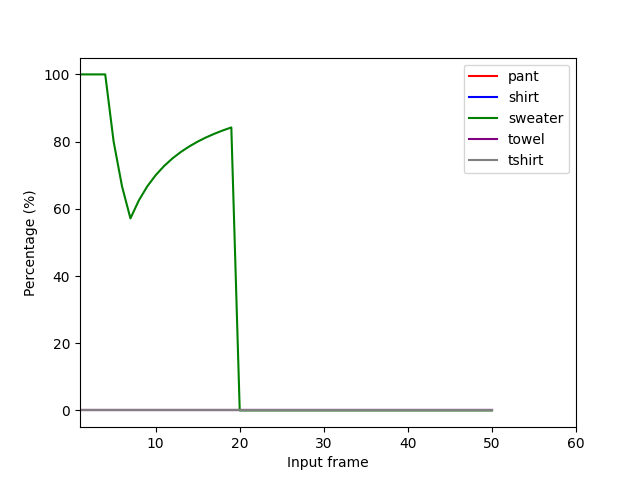 100
80
60
40
20
0
Percentage (%)
10 20 30 40 50 60
Input frame
pant
shirt
sweater
towel
tshirt